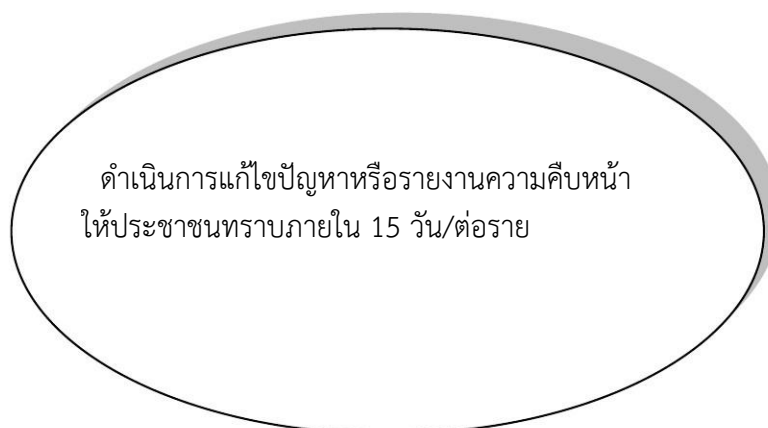 ดำเนินการแก้ไขปัญหาหรือรายงานความคืบหน้า
ให้ประชาชนทราบภายใน 15 วัน/ต่อราย